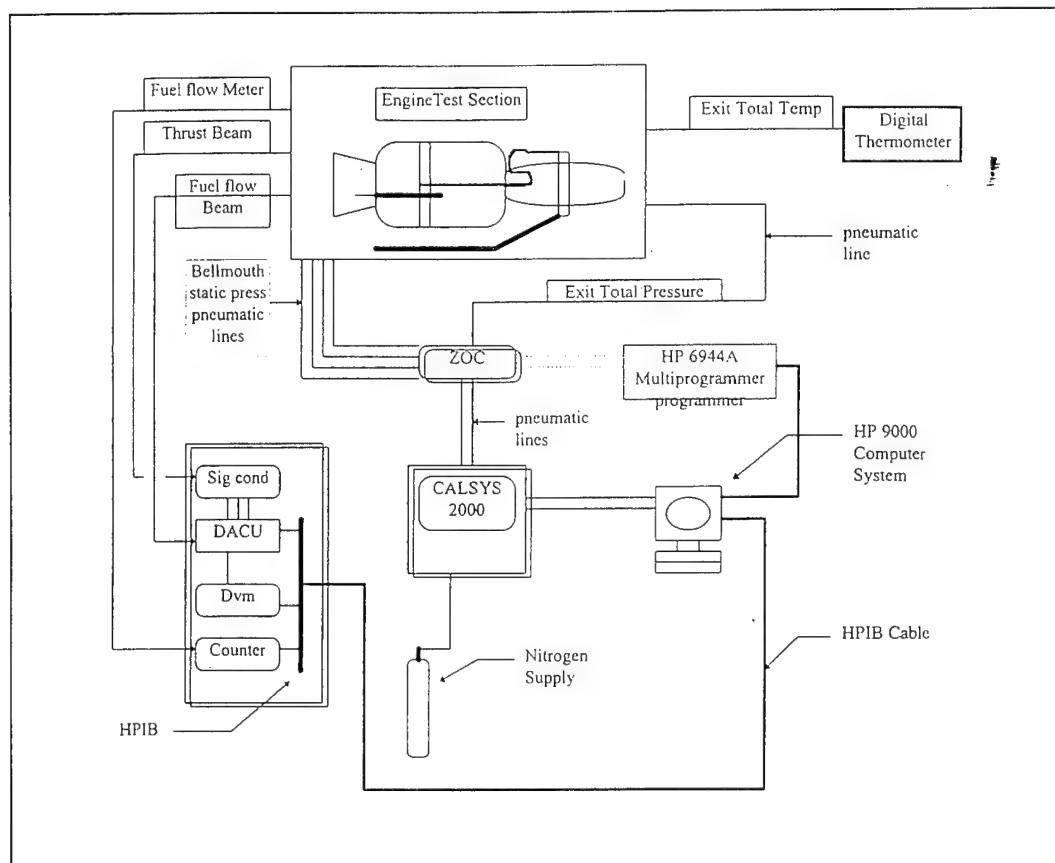 Fuel flow Meter
EngineTest Section
Exit Total Temp
Digital
Thermometer
Thrust Beam
Fuel flow
Beam
pneumatic
line
Bellmouth
static press
pneumatic
lines
Exit Total Pressure
ZOC
HP 6944A
Multiprogrammer
programmer
pneumatic
lines
HP 9000
Computer
System
Sig cond
CALSYS
2000
DACU
Dvm
Counter
HPIB Cable
Nitrogen
Supply
HPIB